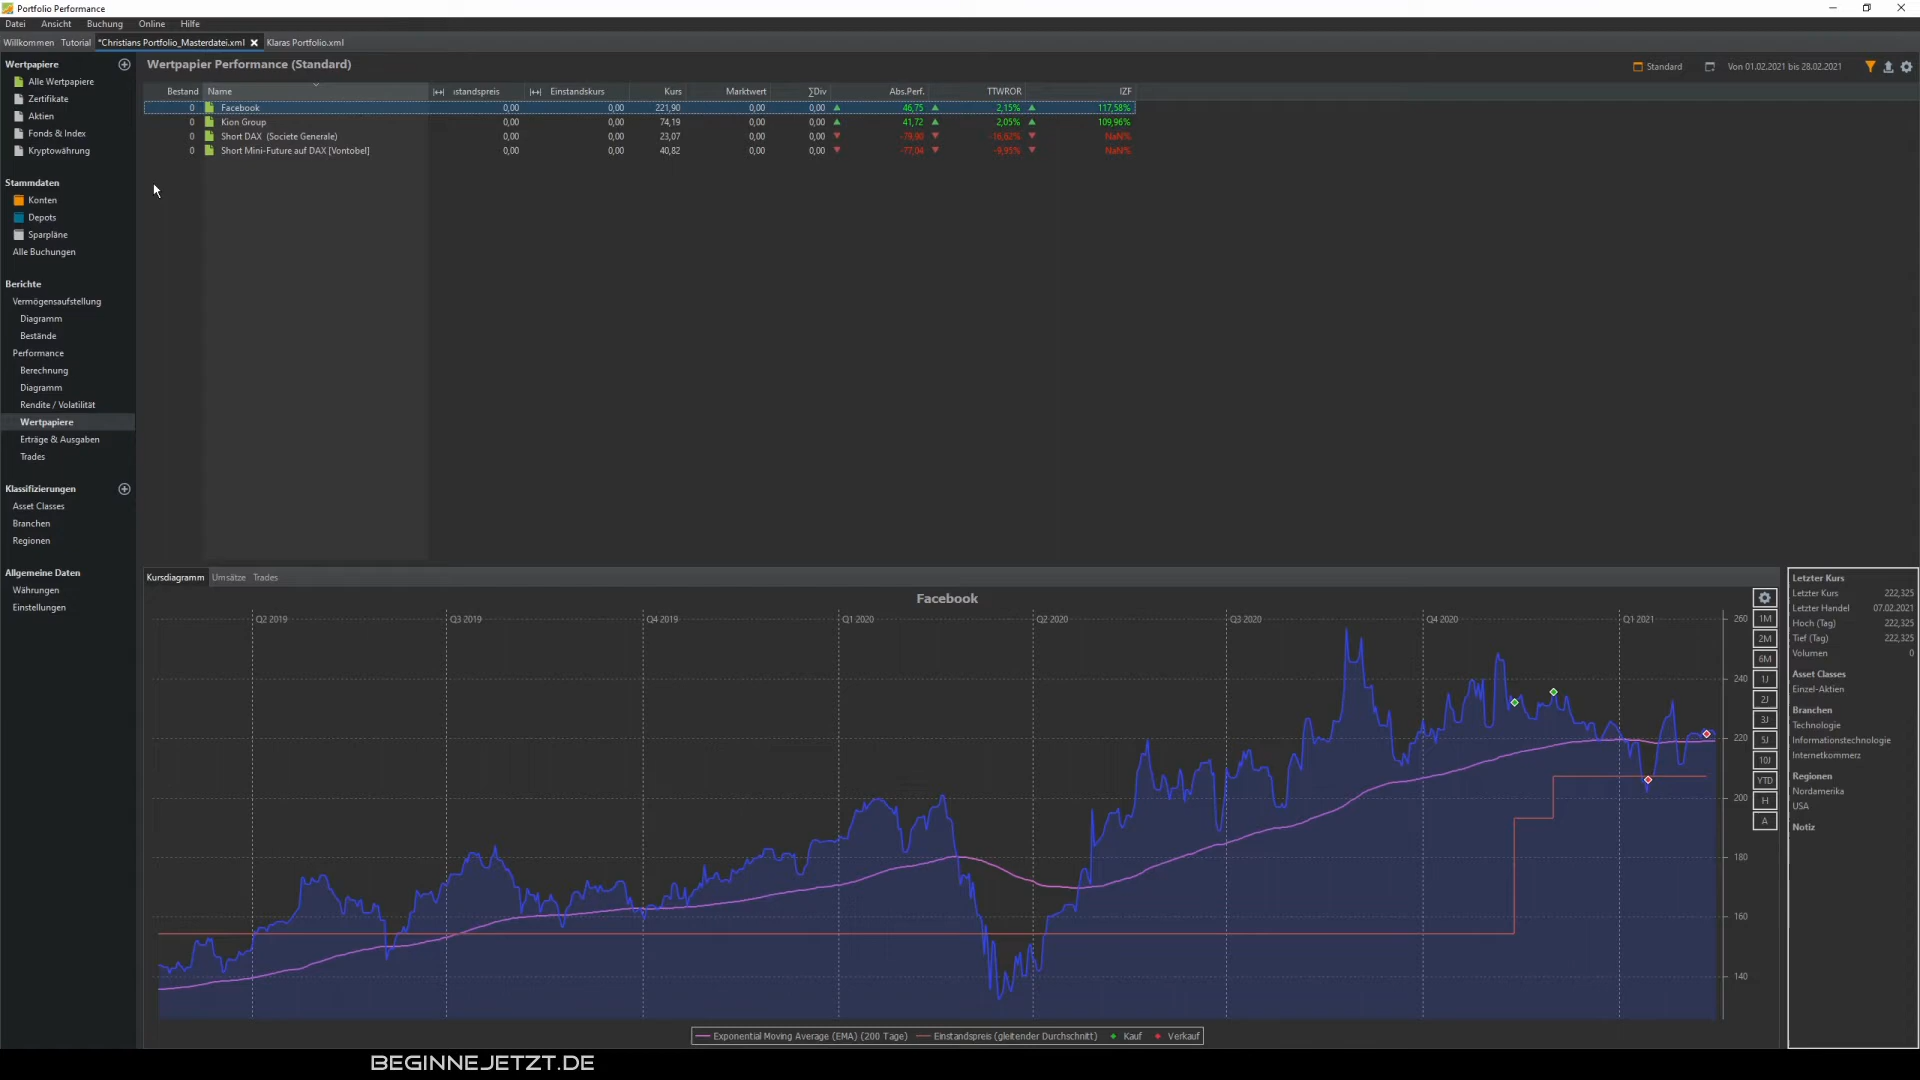 Portfolio Performance
Datei Ansicht Buchung Online Hilfe
Willkommen Tutorial *Christians Portfolio_Masterdatei.xml Klaras Portfolio.xml
Wertpapiere
Alle Wertpapiere
Zertifikate
Aktien
Fonds & Index
Kryptowährung
Stammdaten
Konten
Depots
Sparpläne
Alle Buchungen
Berichte
Vermögensaufstellung
Diagramm
Bestände
Performance
Berechnung
Diagramm
Rendite / Volatilität
Wertpapiere
Erträge & Ausgaben
Trades
Klassifizierungen
Asset Classes
Branchen
Regionen
Allgemeine Daten
Währungen
Einstellungen
Wertpapier Performance (Standard)
Standard Von 01.02.2021 bis 28.02.2021
Bestand Name istandspreis Einstandskurs Kurs Marktwert ∑Div Abs.Perf. TTWROR IZF
0 Facebook 0,00 0,00 221,90 0,00 0,00 46,75 2,15% 117,58%
0 Kion Group 0,00 0,00 74,19 0,00 0,00 41,72 2,05% 109,96%
0 Short DAX (Societe Generale) 0,00 0,00 23,07 0,00 0,00 -79,90 -16,62% NaN%
0 Short Mini-Future auf DAX [Vontobel] 0,00 0,00 40,82 0,00 0,00 -77,04 -9,95% NaN%
Kursdiagramm Umsätze Trades
Facebook
Q2 2019 Q3 2019 Q4 2019 Q1 2020 Q2 2020 Q3 2020 Q4 2020 Q1 2021
260
240
220
200
180
160
140
1M
2M
6M
1J
2J
3J
5J
10J
YTD
H
A
Exponential Moving Average (EMA) (200 Tage) Einstandspreis (gleitender Durchschnitt) Kauf Verkauf
Letzter Kurs
Letzter Kurs 222,325
Letzter Handel 07.02.2021
Hoch (Tag) 222,325
Tief (Tag) 222,325
Volumen 0
Asset Classes
Einzel-Aktien
Branchen
Technologie
Informationstechnologie
Internetkommerz
Regionen
Nordamerika
USA
Notiz
BEGINNEJETZT.DE